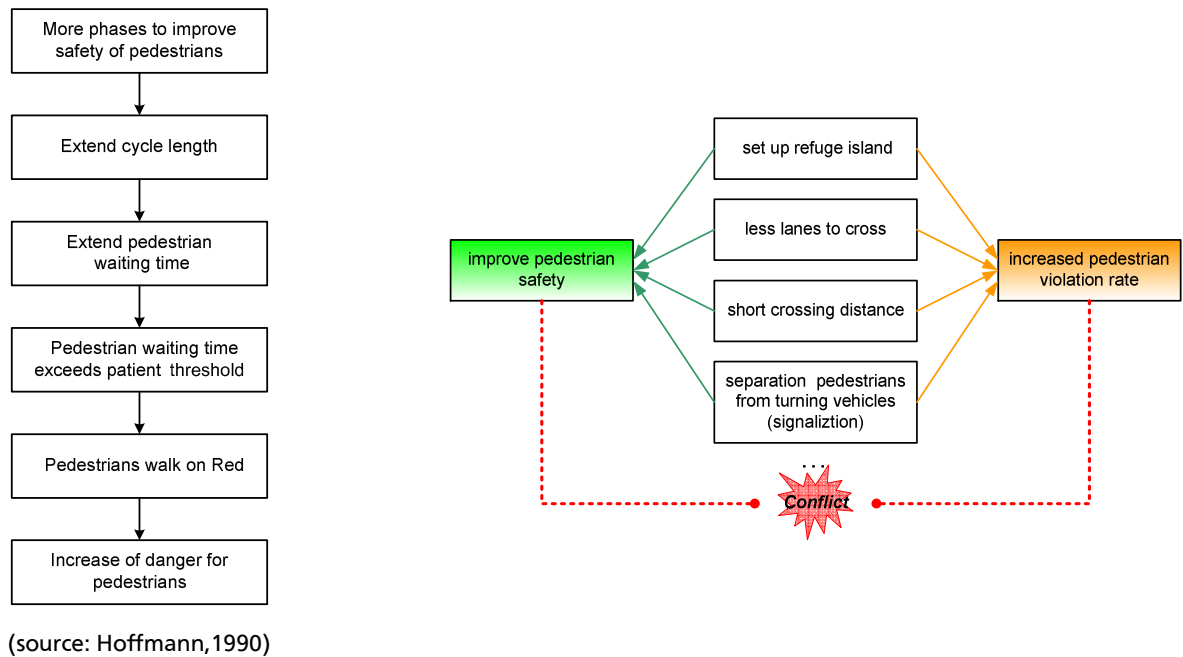 More phases to improve
safety of pedestrians
Extend cycle length
Extend pedestrian
waiting time
Pedestrian waiting time
exceeds patient threshold
Pedestrians walk on Red
Increase of danger for
pedestrians
(source: Hoffmann,1990)
improve pedestrian
safety
set up refuge island
less lanes to cross
short crossing distance
separation pedestrians
from turning vehicles
(signaliztion)
...
Conflict
increased pedestrian
violation rate